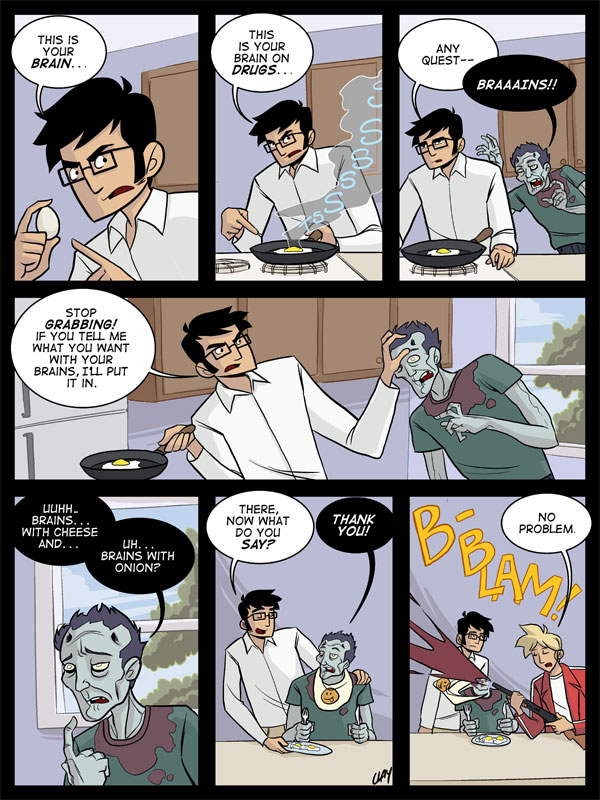 THIS IS
YOUR
BRAIN...
THIS
IS YOUR
BRAIN ON
DRUGS...
TSSSSSSS
ANY
QUEST--
BRAAAINS!!
STOP
GRABBING!
IF YOU TELL ME
WHAT YOU WANT
WITH YOUR
BRAINS, I'LL PUT
IT IN.
UUHH..
BRAINS...
WITH CHEESE
AND...
UH...
BRAINS WITH
ONION?
THERE,
NOW WHAT
DO YOU
SAY?
THANK
YOU!
CLAY
B-
BLAM!
NO
PROBLEM.